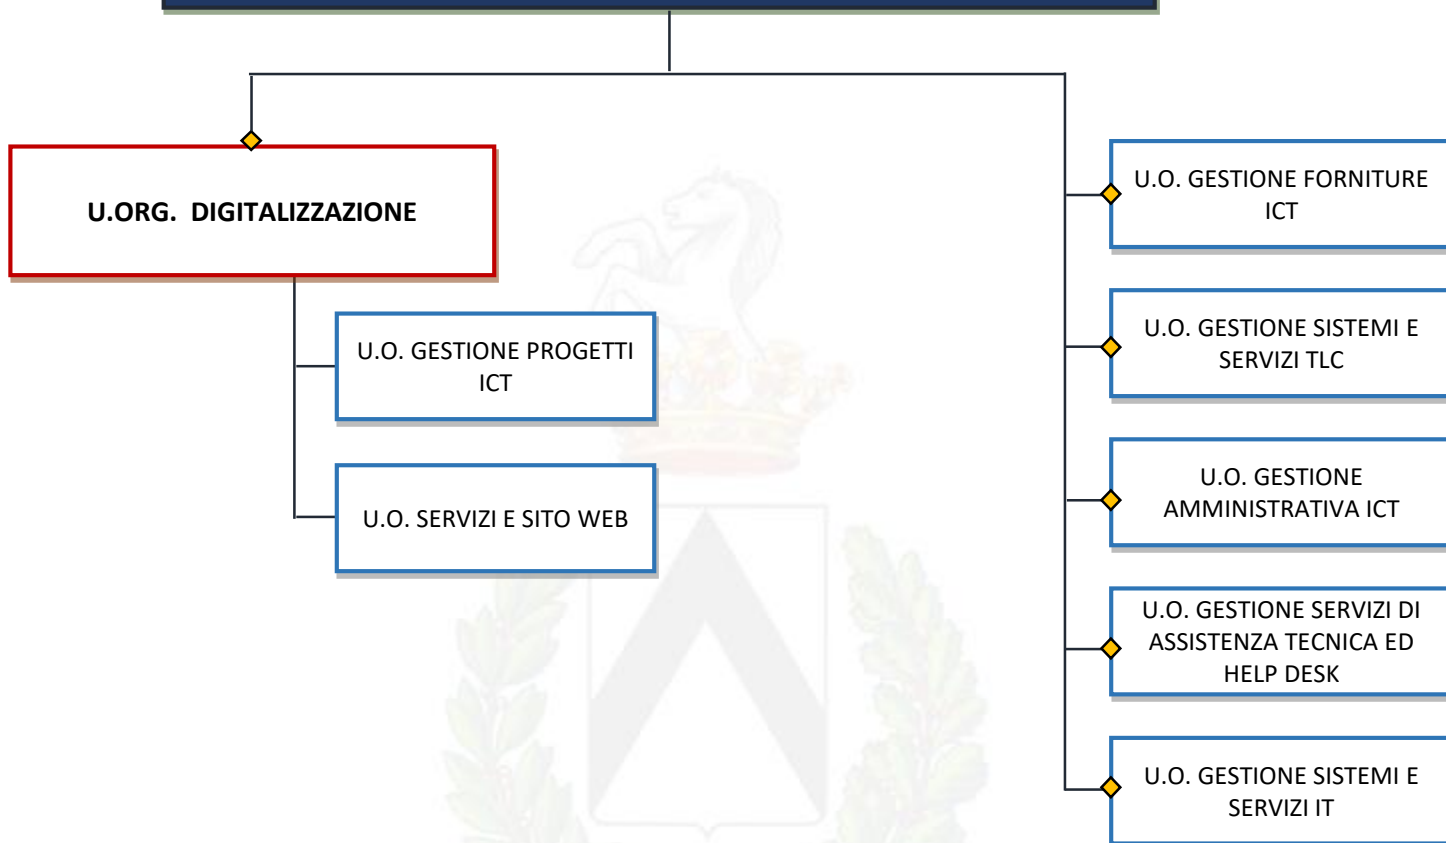 U.ORG. DIGITALIZZAZIONE
U.O. GESTIONE PROGETTI
ICT
U.O. SERVIZI E SITO WEB
U.O. GESTIONE FORNITURE
ICT
U.O. GESTIONE SISTEMI E
SERVIZI TLC
U.O. GESTIONE
AMMINISTRATIVA ICT
U.O. GESTIONE SERVIZI DI
ASSISTENZA TECNICA ED
HELP DESK
U.O. GESTIONE SISTEMI E
SERVIZI IT